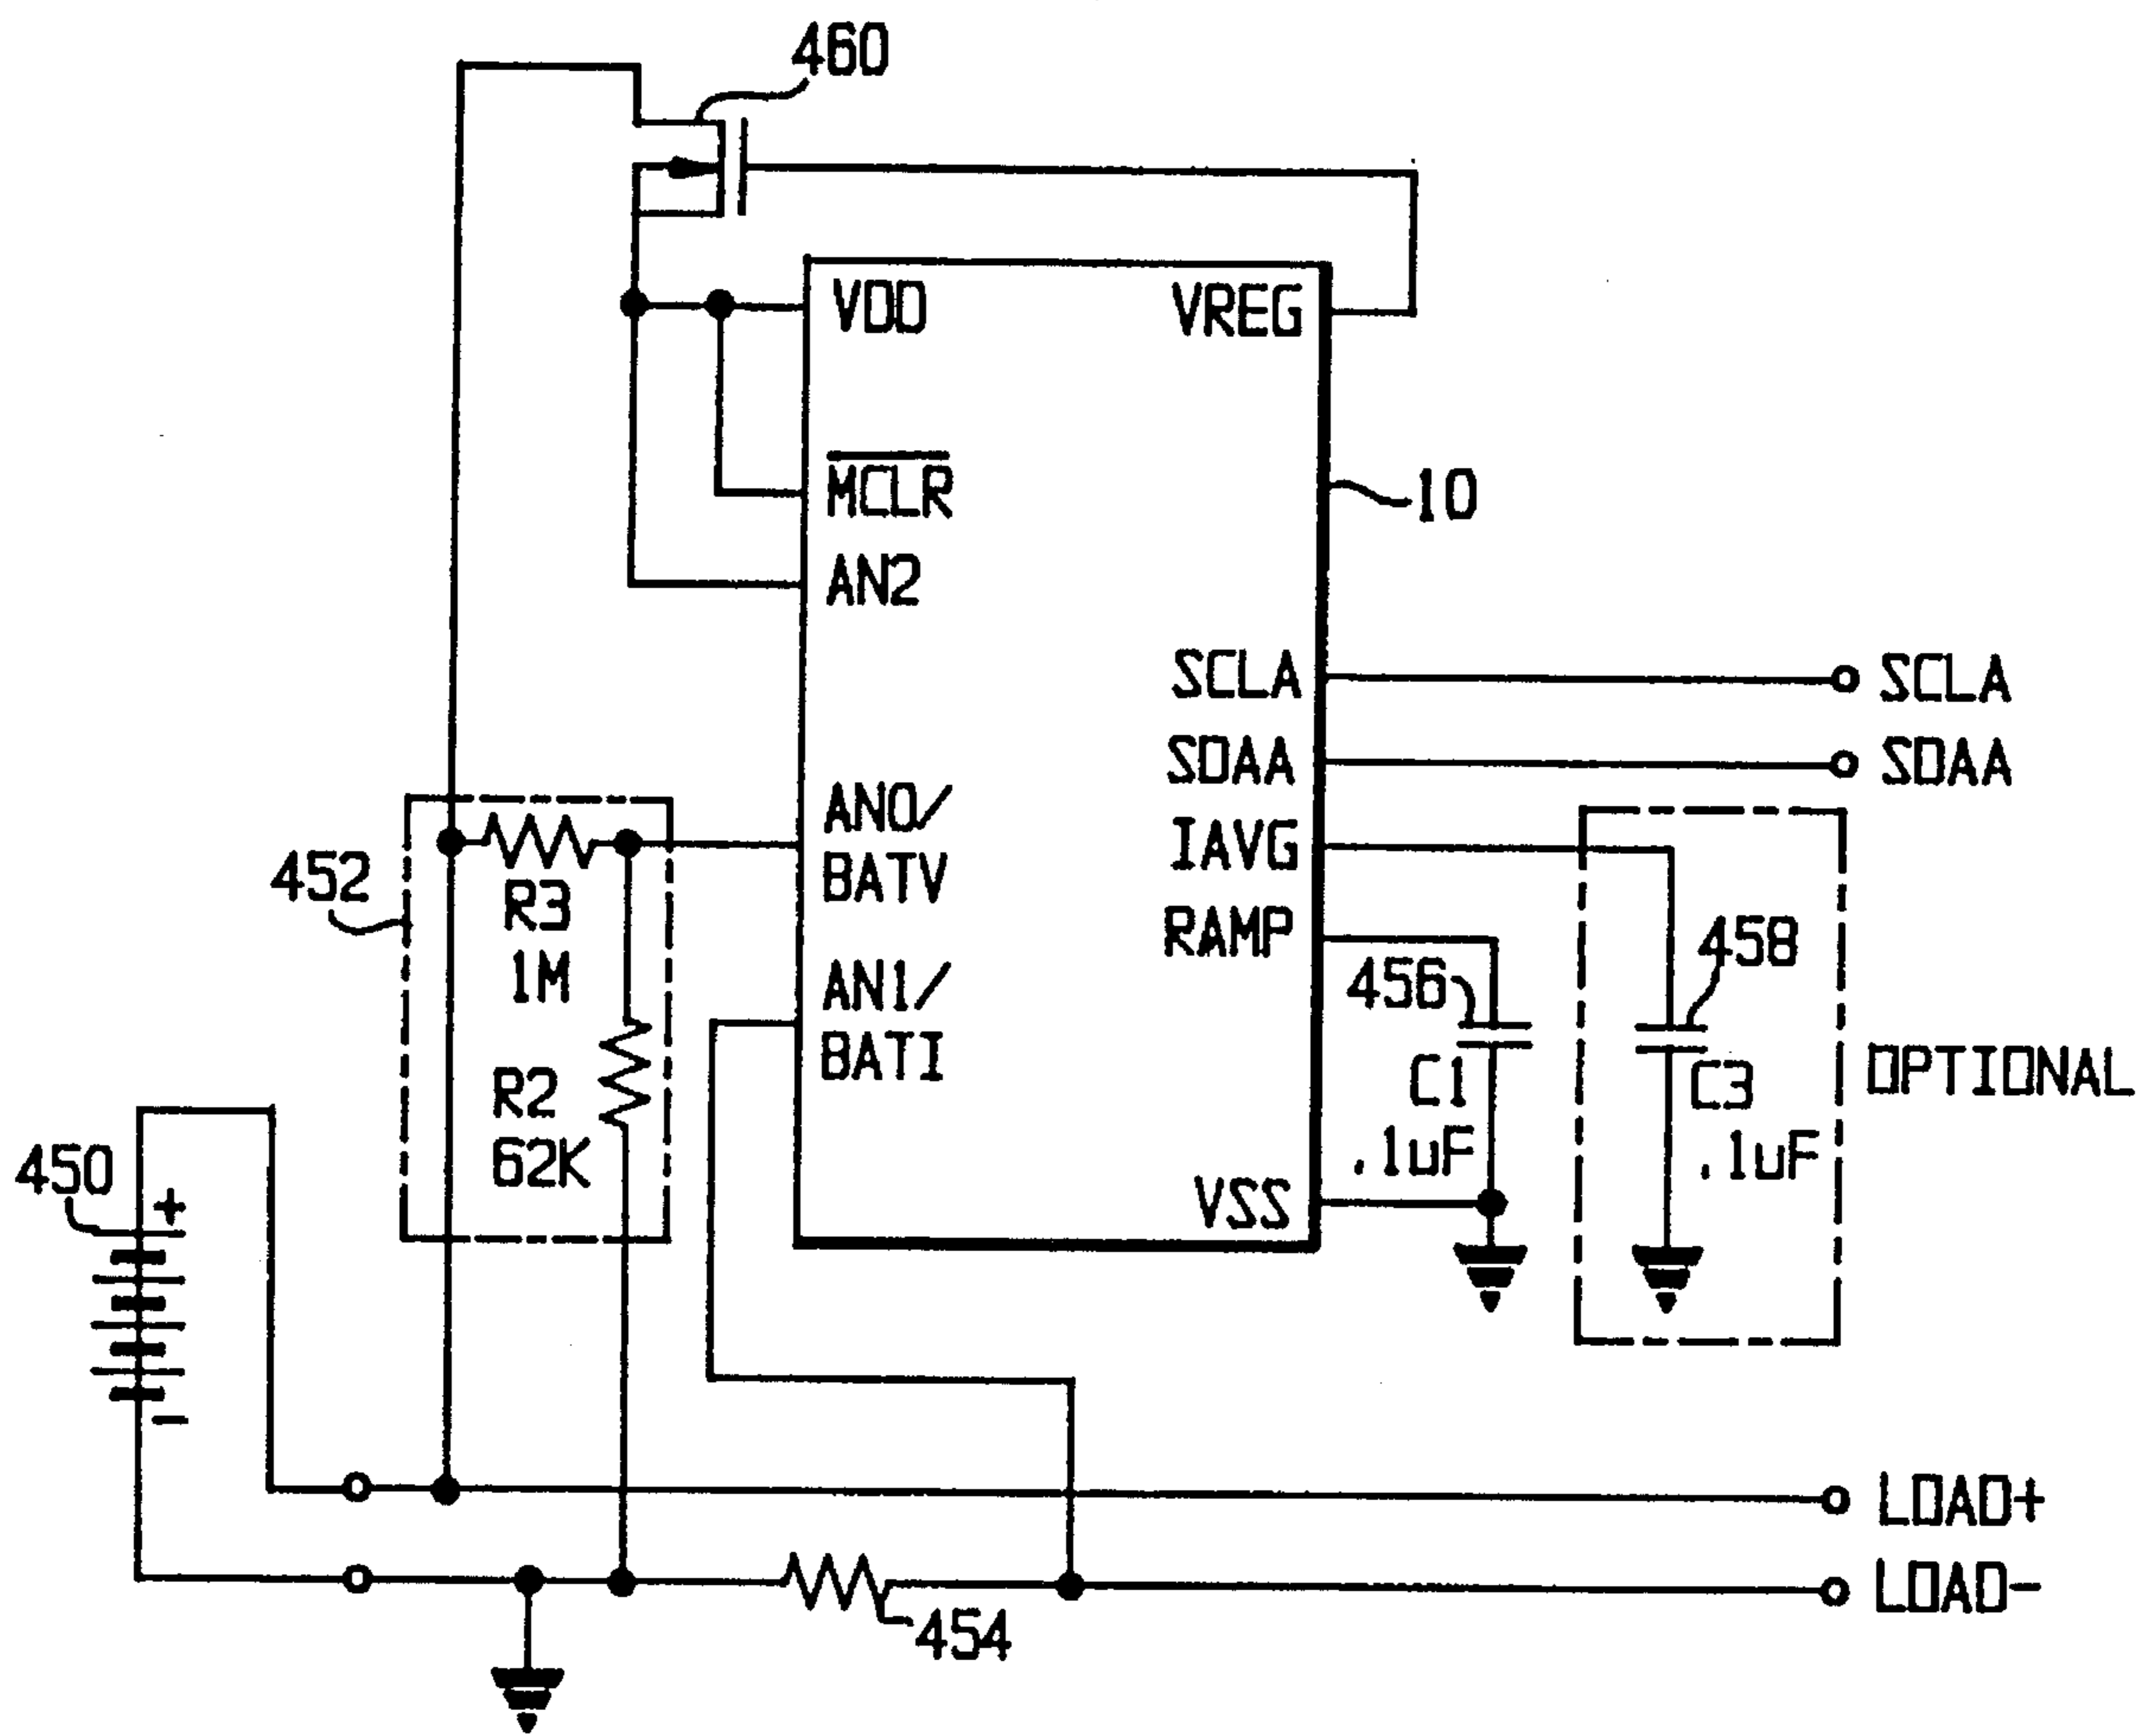 460
VDD
VREG
MCLR
10
AN2
SCLA
SCLA
SDAA
SDAA
AN0/
BATV
IAVG
452
R3
1M
RAMP
458
456
AN1/
BATI
C1
.1uF
C3
.1uF
OPTIONAL
R2
62K
450
+
-
VSS
LOAD+
LOAD-
454